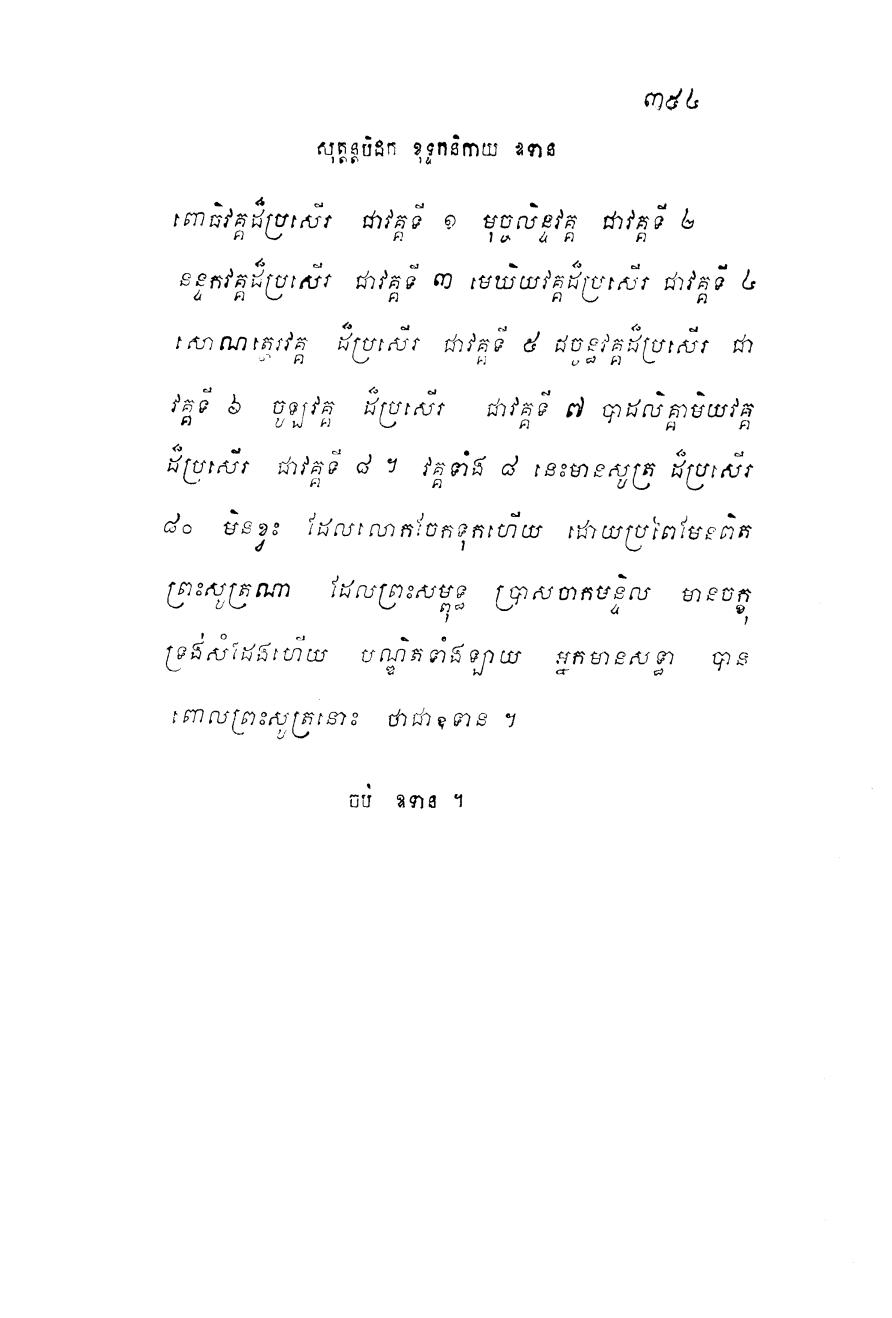 ៣៩៤
សុត្តន្តបិដក ខុទ្ទកនិកាយ ឧទាន
ពោធិវគ្គដ៏ប្រសើរ ជាវគ្គទី ១ មុច្ចលិន្ទវគ្គ ជាវគ្គទី ២
នន្ទកវគ្គដ៏ប្រសើរ ជាវគ្គទី ៣ មេឃិយវគ្គដ៏ប្រសើរ ជាវគ្គទី ៤
សោណត្ថេរវគ្គ ដ៏ប្រសើរ ជាវគ្គទី ៥ ជច្ចន្ធវគ្គដ៏ប្រសើរ ជា
វគ្គទី ៦ ចូឡវគ្គ ដ៏ប្រសើរ ជាវគ្គទី ៧ បាដលិគ្គាមិយវគ្គ
ដ៏ប្រសើរ ជាវគ្គទី ៨ ។ វគ្គទាំង ៨ នេះមានសូត្រ ដ៏ប្រសើរ
៨០ មិនខ្វះ ដែលលោកចែកទុកហើយ ដោយប្រពៃមែនពិត
ព្រះសូត្រណា ដែលព្រះសម្ពុទ្ធ ប្រាសចាកមន្ទិល មានចក្ខុ
ទ្រង់សំដែងហើយ បណ្ឌិតទាំងឡាយ អ្នកមានសទ្ធា បាន
ពោលព្រះសូត្រនោះ ថាជាឧទាន ។
ចប់ ឧទាន ។